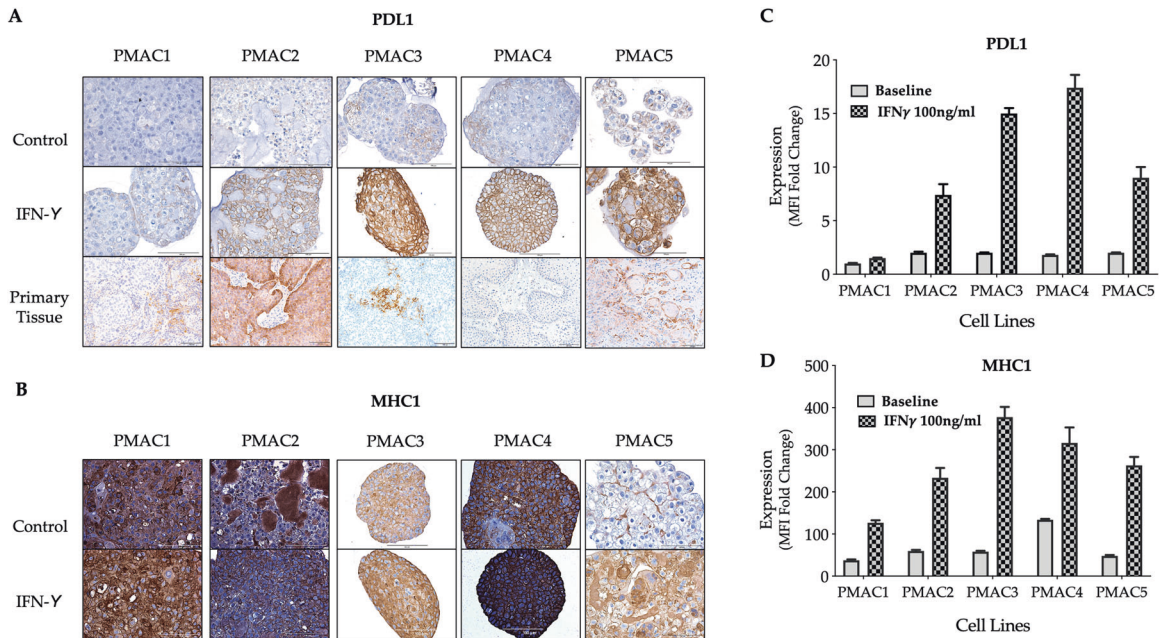 A
PDL1
PMAC1 PMAC2 PMAC3 PMAC4 PMAC5
Control
IFN-Y
Primary
Tissue
B
MHC1
PMAC1 PMAC2 PMAC3 PMAC4 PMAC5
Control
IFN-Y
C
PDL1
Baseline
IFNγ 100ng/ml
Expression
(MFI Fold Change)
20
15
10
5
0
PMAC1 PMAC2 PMAC3 PMAC4 PMAC5
Cell Lines
D
MHC1
Baseline
IFNγ 100ng/ml
Expression
(MFI Fold Change)
500
400
300
200
100
0
PMAC1 PMAC2 PMAC3 PMAC4 PMAC5
Cell Lines